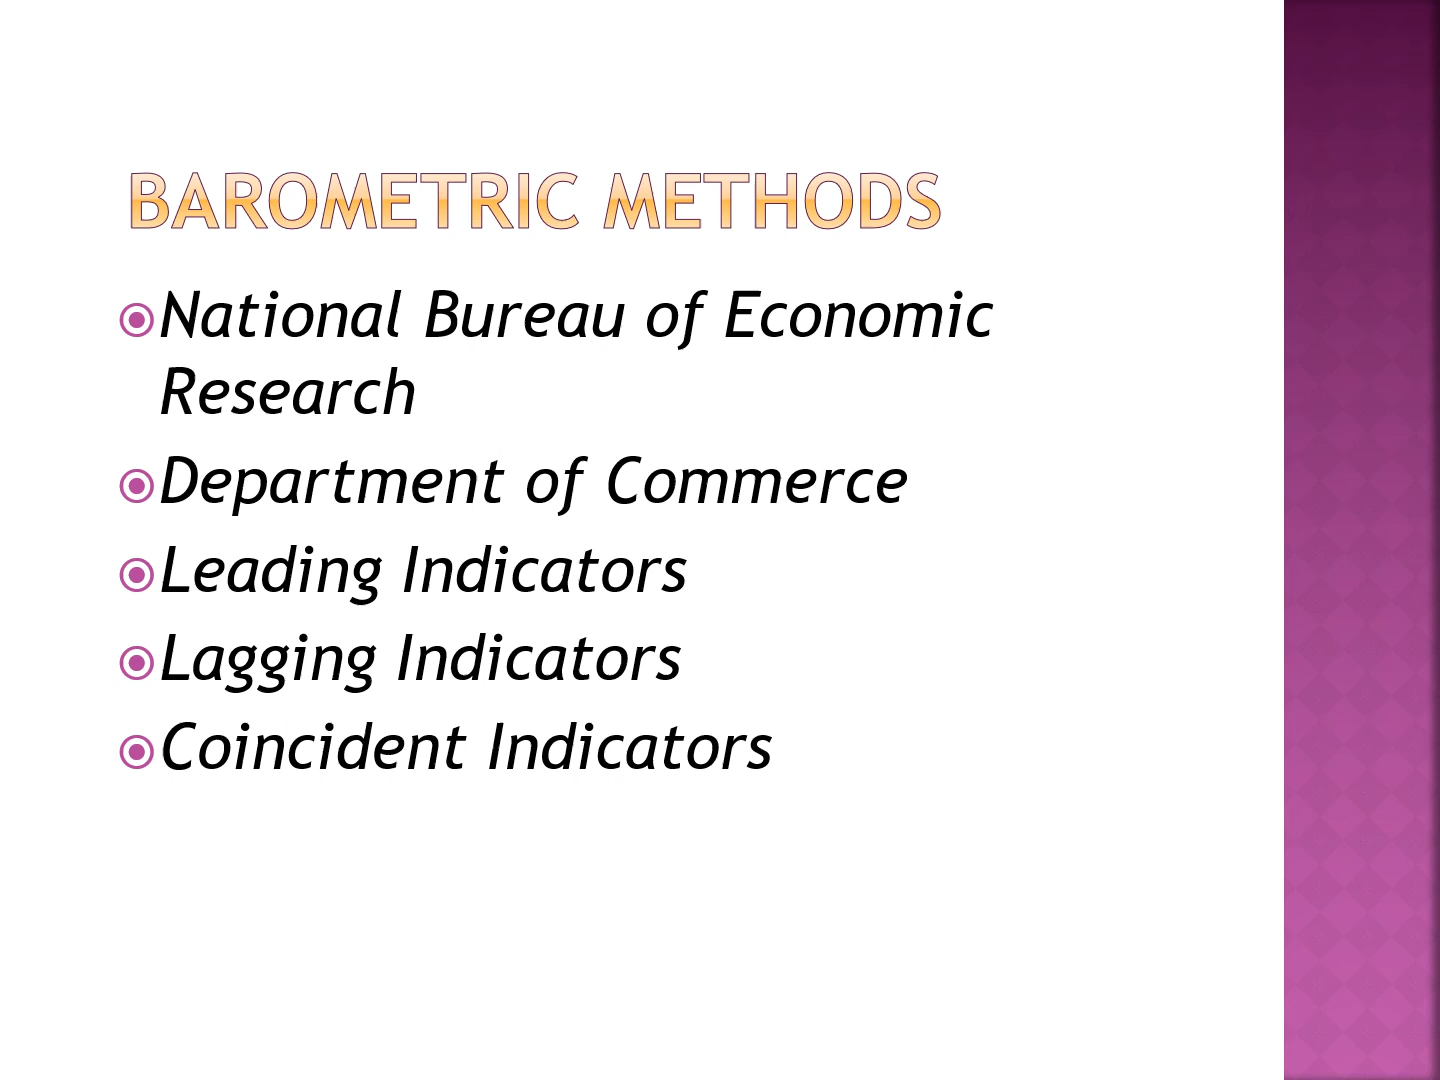 BAROMETRIC METHODS
National Bureau of Economic
Research
Department of Commerce
Leading Indicators
Lagging Indicators
Coincident Indicators